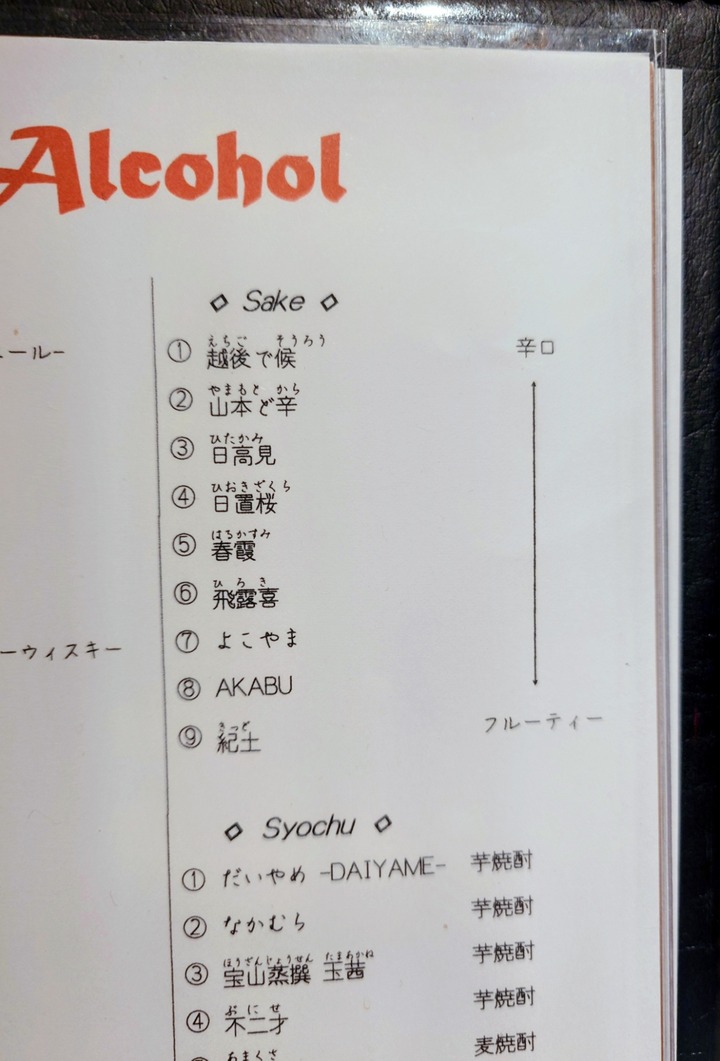 Alcohol
ール-
ーウィスキー
◇ Sake ◇
辛口
えちご そうろう
① 越後で候
やまもと から
② 山本ど辛
ひたかみ
③ 日高見
ひおきざくら
④ 日置桜
はるかすみ
⑤ 春霞
ひろき
⑥ 飛露喜
⑦ よこやま
⑧ AKABU
フルーティー
きっど
⑨ 紀土
◇ Syochu ◇
① だいやめ -DAIYAME- 芋焼酎
② なかむら 芋焼酎
ほうざんじょうせん たまあかね
③ 宝山蒸撰 玉茜 芋焼酎
おにせ
④ 不二才 芋焼酎
あまくさ
麦焼酎